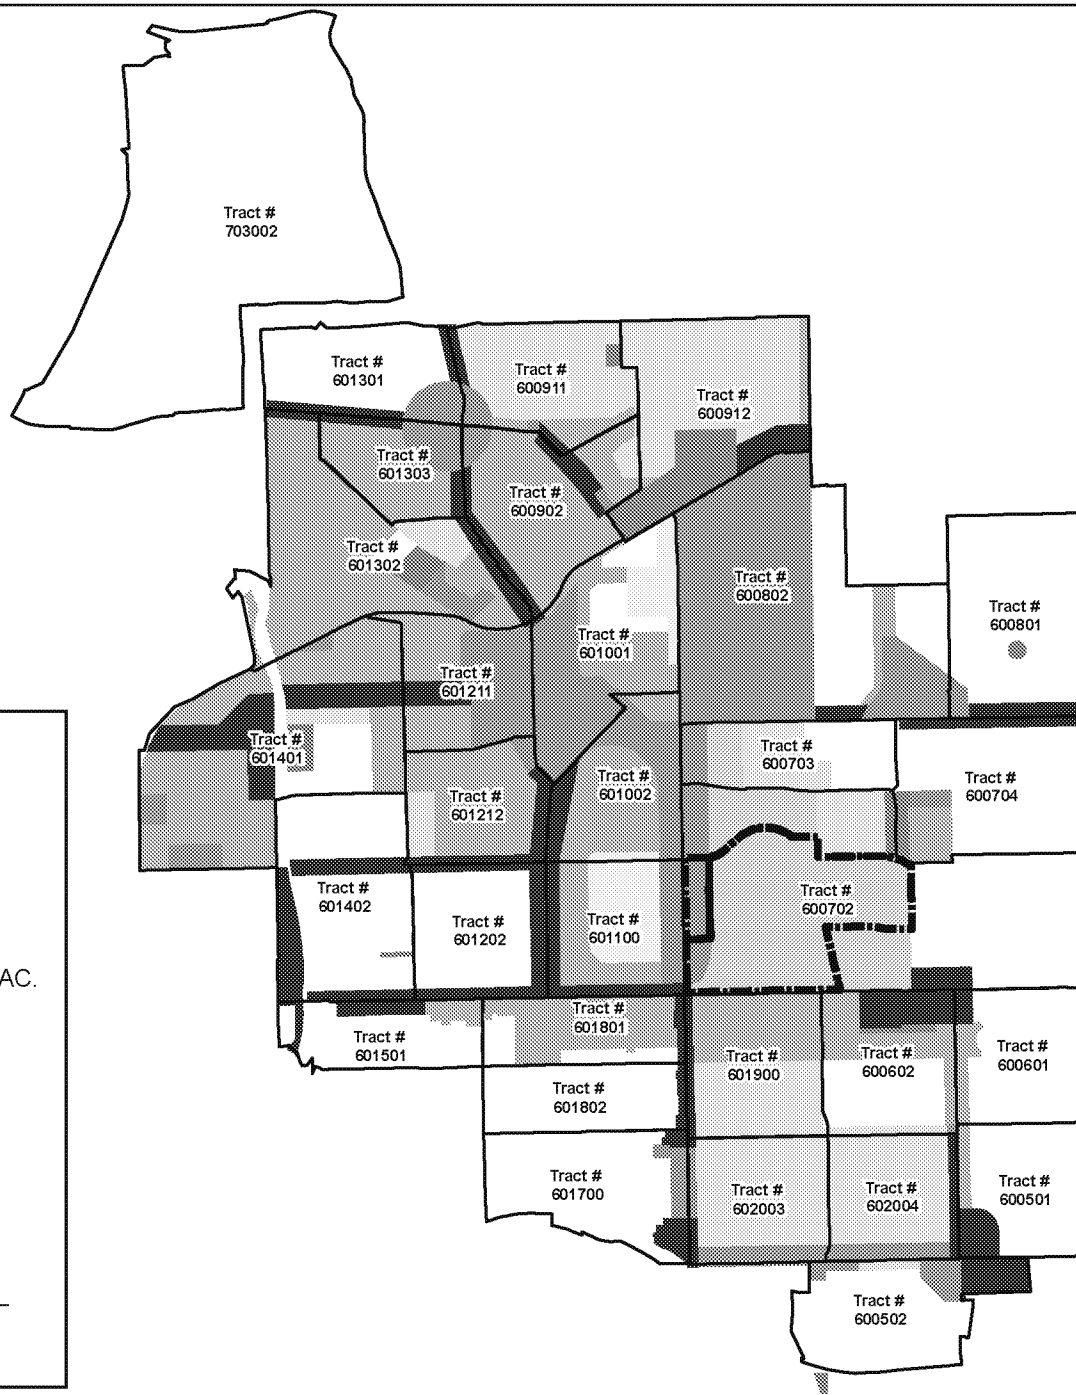 Tract #
703002
Tract #
601301
Tract #
600911
Tract #
600912
Tract #
601303
Tract #
600902
Tract #
601302
Tract #
600802
Tract #
600801
Tract #
601001
Tract #
601211
Tract #
601401
Tract #
600703
Tract #
601002
Tract #
600704
Tract #
601212
Tract #
601402
Tract #
600702
Tract #
601202
Tract #
601100
AC.
Tract #
601801
Tract #
601501
Tract #
601900
Tract #
600602
Tract #
600601
Tract #
601802
Tract #
601700
Tract #
602003
Tract #
602004
Tract #
600501
Tract #
600502